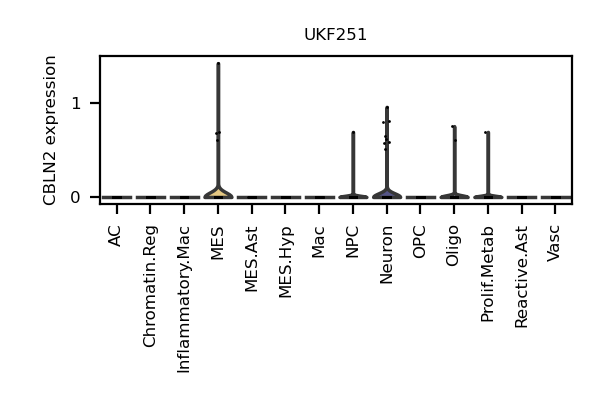 UKF251
CBLN2 expression
1
0
AC
Chromatin.Reg
Inflammatory.Mac
MES
MES.Ast
MES.Hyp
Mac
NPC
Neuron
OPC
Oligo
Prolif.Metab
Reactive.Ast
Vasc